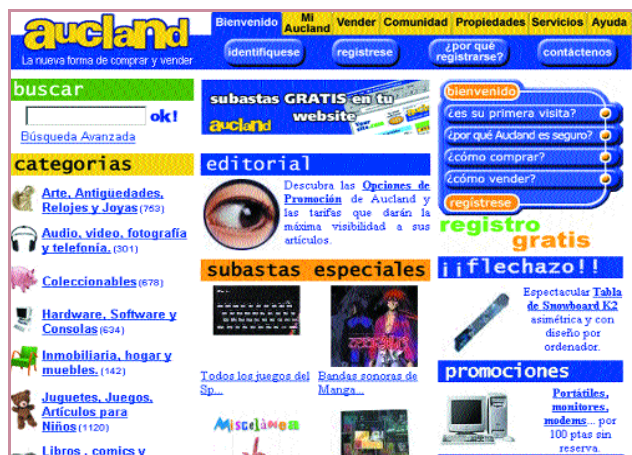 aucland
La nueva forma de comprar y vender
Bienvenido
Mi Aucland
Vender
Comunidad
Propiedades
Servicios
Ayuda
identifiquese
registrese
¿por qué
registrarse?
contáctenos
buscar
ok!
Búsqueda Avanzada
categorias
Arte, Antigüedades,
Relojes y Joyas (753)
Audio, video, fotografía
y telefonía. (301)
Coleccionables (678)
Hardware, Software y
Consolas (634)
Inmobiliaria, hogar y
muebles. (142)
Juguetes, Juegos,
Artículos para
Niños (1120)
Libros , comics y
subastas GRATIS en tu
website
aucland
editorial
Descubra las Opciones de
Promoción de Aucland y
las tarifas que darán la
máxima visibilidad a sus
artículos.
subastas especiales
Todos los juegos del
Sp...
Bandas sonoras de
Manga...
Miscelánea
bienvenido
¿es su primera visita?
¿por qué Aucland es seguro?
¿cómo comprar?
¿cómo vender?
registrese
registro
gratis
¡¡flechazo!!
Espectacular Tabla
de Snowboard K2
asimétrica y con
diseño por
ordenador.
promociones
Portátiles,
monitores,
modems... por
100 ptas sin
reserva.